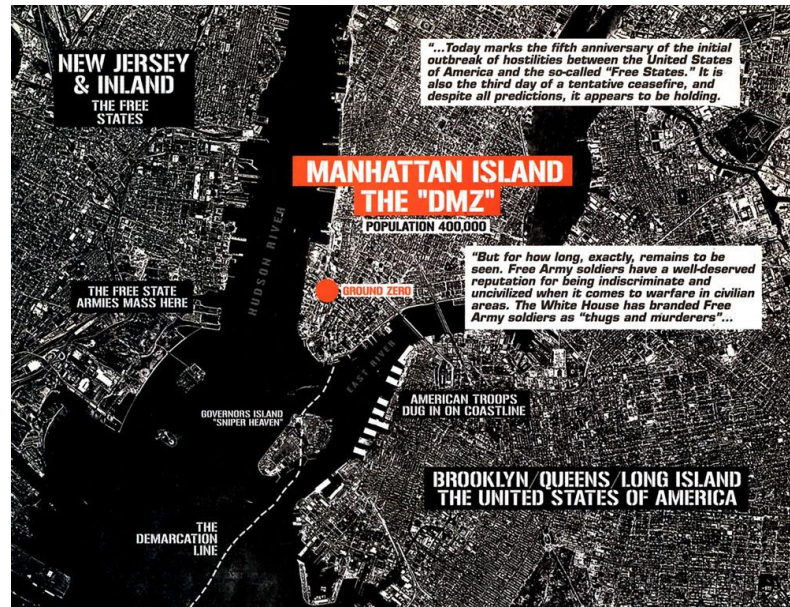 NEW JERSEY
& INLAND
THE FREE
STATES
"...Today marks the fifth anniversary of the initial
outbreak of hostilities between the United States
of America and the so-called "Free States." It is
also the third day of a tentative ceasefire, and
despite all predictions, it appears to be holding.
MANHATTAN ISLAND
THE "DMZ"
POPULATION 400,000
HUDSON RIVER
"But for how long, exactly, remains to be
seen. Free Army soldiers have a well-deserved
reputation for being indiscriminate and
uncivilized when it comes to warfare in civilian
areas. The White House has branded Free
Army soldiers as "thugs and murderers"...
THE FREE STATE
ARMIES MASS HERE
GROUND ZERO
EAST RIVER
AMERICAN TROOPS
DUG IN ON COASTLINE
GOVERNORS ISLAND
"SNIPER HEAVEN"
BROOKLYN/QUEENS/LONG ISLAND
THE UNITED STATES OF AMERICA
THE
DEMARCATION
LINE